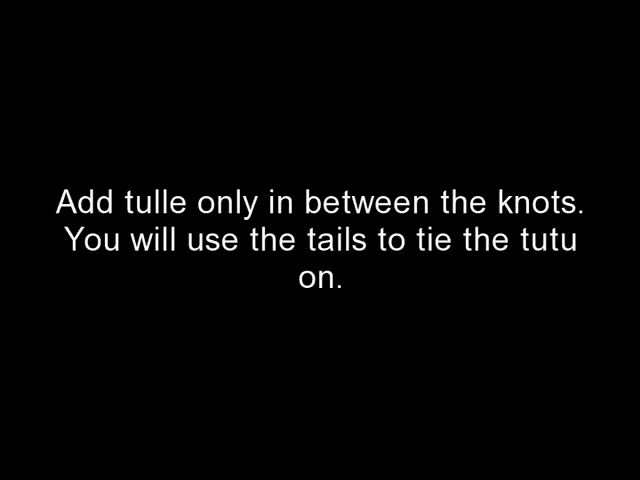 Add tulle only in between the knots.
You will use the tails to tie the tutu
on.